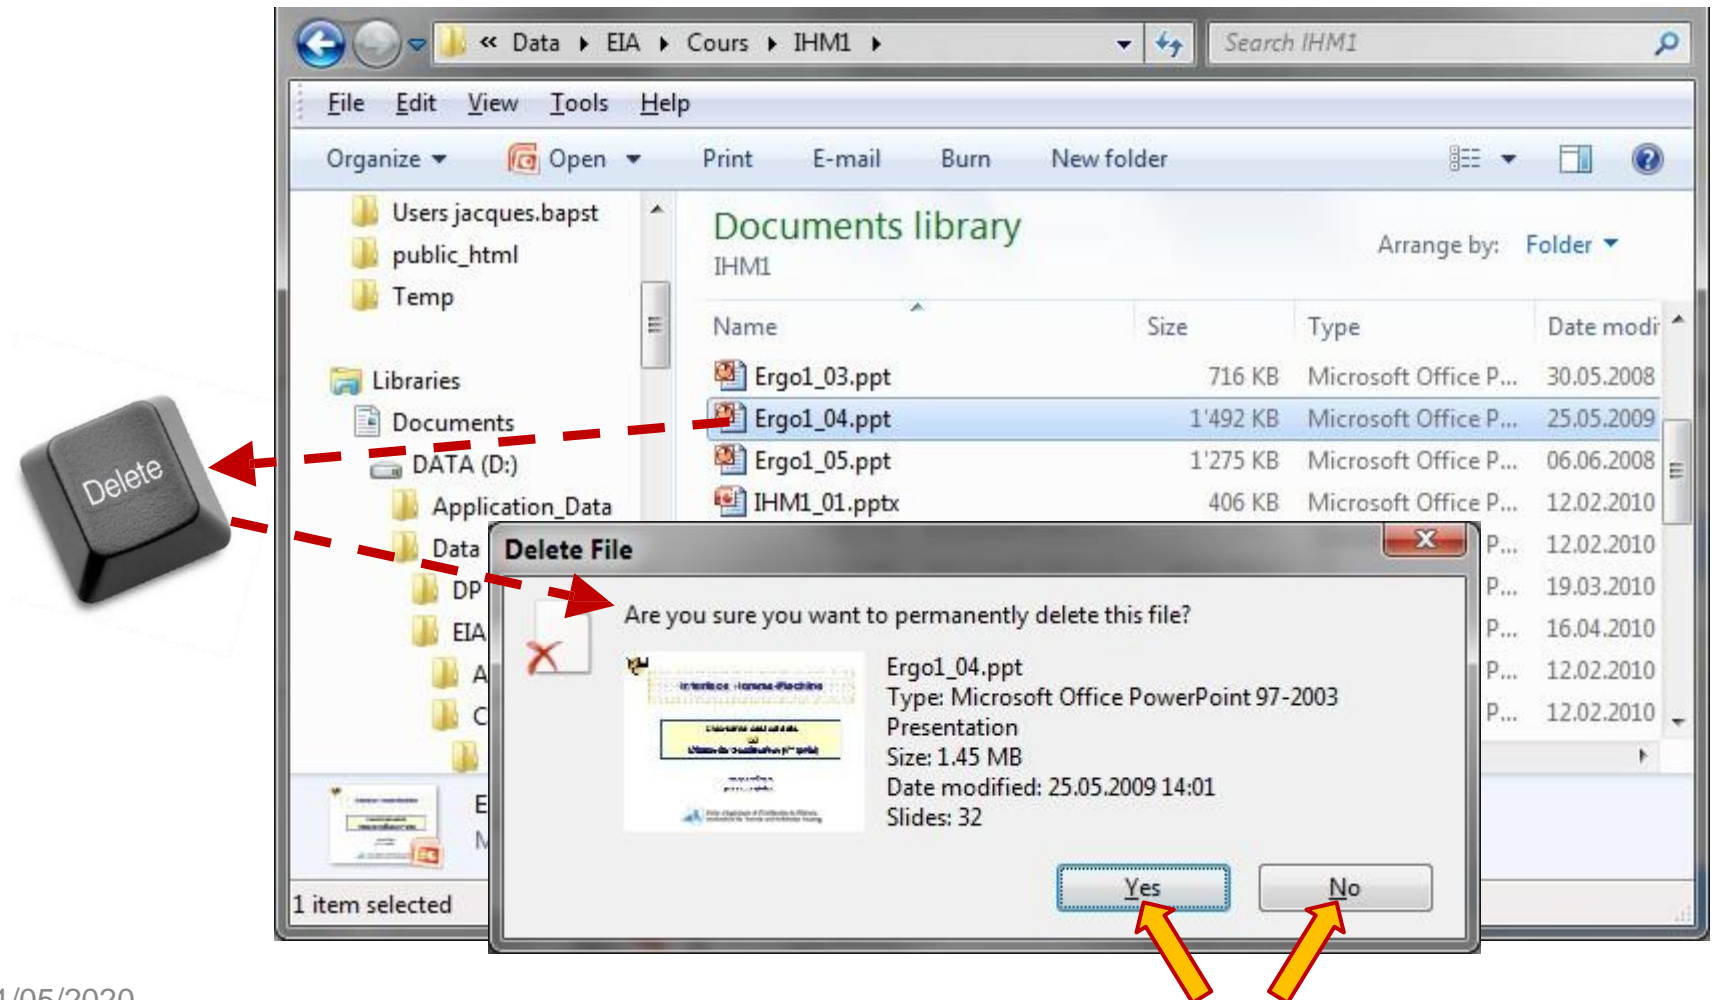 « Data ▸ EIA ▸ Cours ▸ IHM1 ▸
Search IHM1
File Edit View Tools Help
Organize Open Print E-mail Burn New folder
Users jacques.bapst
public_html
Temp
Libraries
Documents
DATA (D:)
Application_Data
Data
DP
EIA
A
C
Documents library
IHM1
Arrange by: Folder
Name Size Type Date modi
Ergo1_03.ppt 716 KB Microsoft Office P... 30.05.2008
Ergo1_04.ppt 1'492 KB Microsoft Office P... 25.05.2009
Ergo1_05.ppt 1'275 KB Microsoft Office P... 06.06.2008
IHM1_01.pptx 406 KB Microsoft Office P... 12.02.2010
P... 12.02.2010
P... 19.03.2010
P... 16.04.2010
P... 12.02.2010
P... 12.02.2010
Delete
Delete File
X
Are you sure you want to permanently delete this file?
Ergo1_04.ppt
Type: Microsoft Office PowerPoint 97-2003
Presentation
Size: 1.45 MB
Date modified: 25.05.2009 14:01
Slides: 32
Yes No
E
M
1 item selected
/05/2020